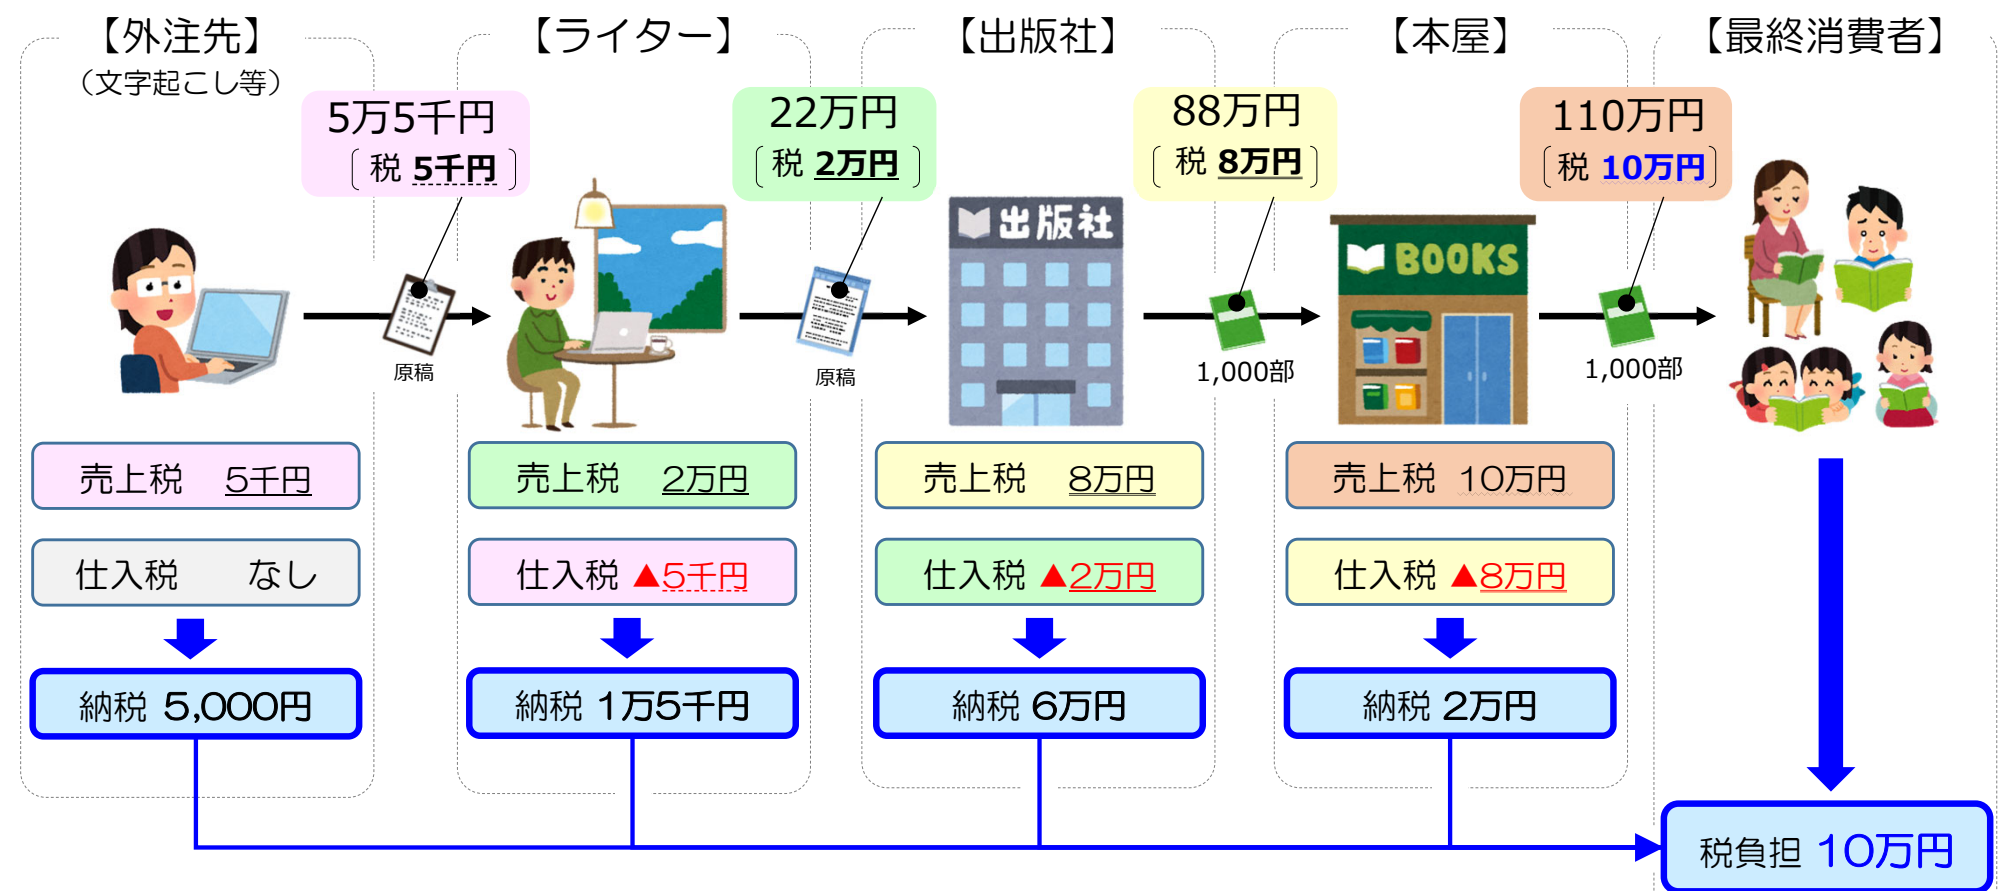 【外注先】
（文字起こし等）
【ライター】
【出版社】
【本屋】
【最終消費者】
5万5千円
税 5千円
22万円
税 2万円
88万円
税 8万円
110万円
税 10万円
出版社
BOOKS
原稿
原稿
1,000部
1,000部
売上税 5千円
売上税 2万円
売上税 8万円
売上税 10万円
仕入税 なし
仕入税 ▲5千円
仕入税 ▲2万円
仕入税 ▲8万円
納税 5,000円
納税 1万5千円
納税 6万円
納税 2万円
税負担 10万円